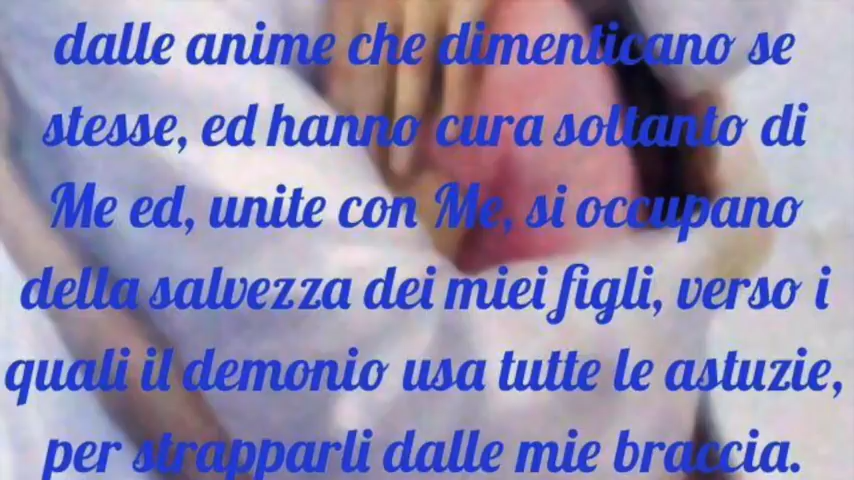 dalle anime che dimenticano se
stesse, ed hanno cura soltanto di
Me ed, unite con Me, si occupano
della salvezza dei miei figli, verso i
quali il demonio usa tutte le astuzie,
per strapparli dalle mie braccia.